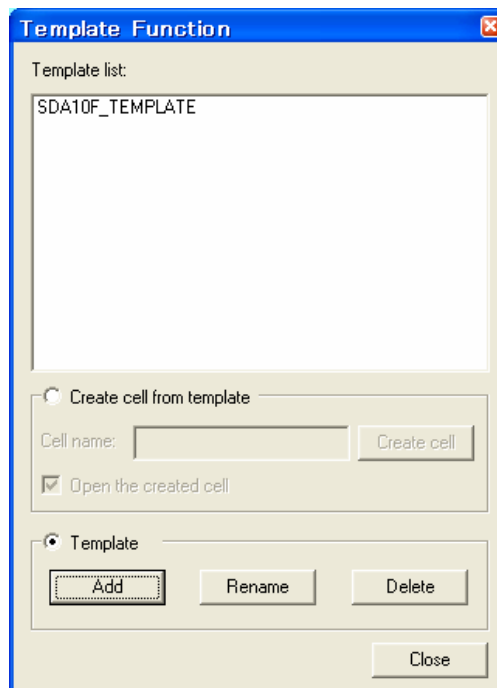 Template Function
Template list:
SDA10F_TEMPLATE
Create cell from template
Cell name:
Create cell
Open the created cell
Template
Add Rename Delete
Close